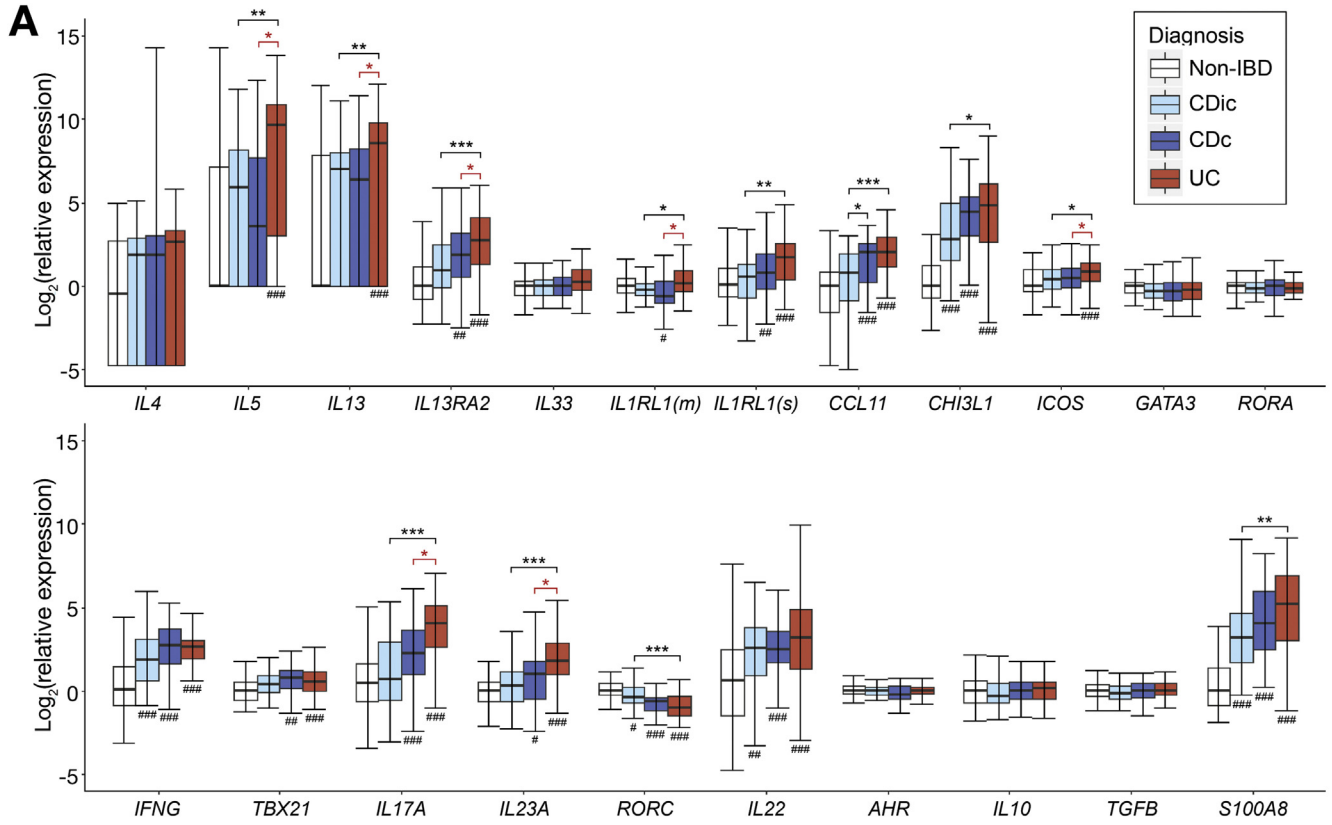 A
Log2(relative expression)
15
10
5
0
-5
** * ** * *** * * * ** * *** * * *
### ### ## ### # ## ### ### ### ### ### ### ###
Diagnosis
Non-IBD
CDic
CDc
UC
IL4 IL5 IL13 IL13RA2 IL33 IL1RL1(m) IL1RL1(s) CCL11 CHI3L1 ICOS GATA3 RORA
Log2(relative expression)
15
10
5
0
-5
*** * *** * *** **
### ### ### ## ### ### ### # ### # ### ### ## ### ### ### ### ###
IFNG TBX21 IL17A IL23A RORC IL22 AHR IL10 TGFB S100A8